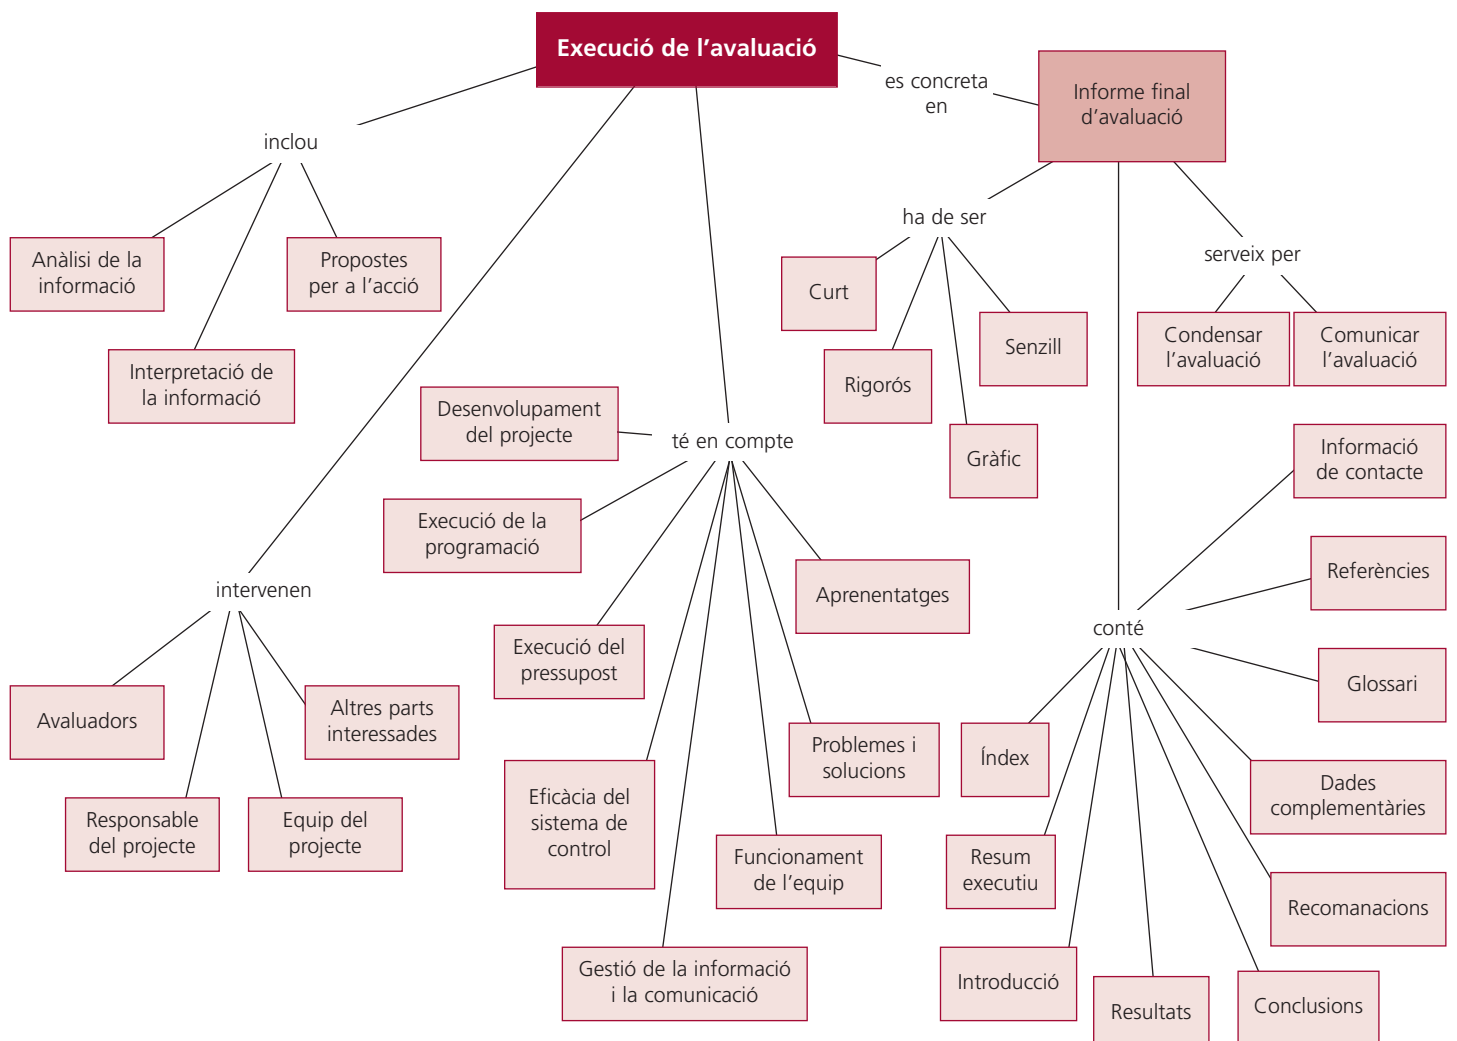 Execució de l’avaluació
es concreta
en
Informe final
d’avaluació
inclou
Anàlisi de la
informació
Propostes
per a l’acció
Interpretació de
la informació
ha de ser
Curt
Rigorós
Gràfic
Senzill
serveix per
Condensar
l’avaluació
Comunicar
l’avaluació
té en compte
Desenvolupament
del projecte
Execució de la
programació
Execució del
pressupost
Eficàcia del
sistema de
control
Gestió de la informació
i la comunicació
Funcionament
de l’equip
Problemes i
solucions
Aprenentatges
intervenen
Avaluadors
Responsable
del projecte
Equip del
projecte
Altres parts
interessades
conté
Informació
de contacte
Referències
Glossari
Dades
complementàries
Recomanacions
Conclusions
Resultats
Introducció
Resum
executiu
Índex